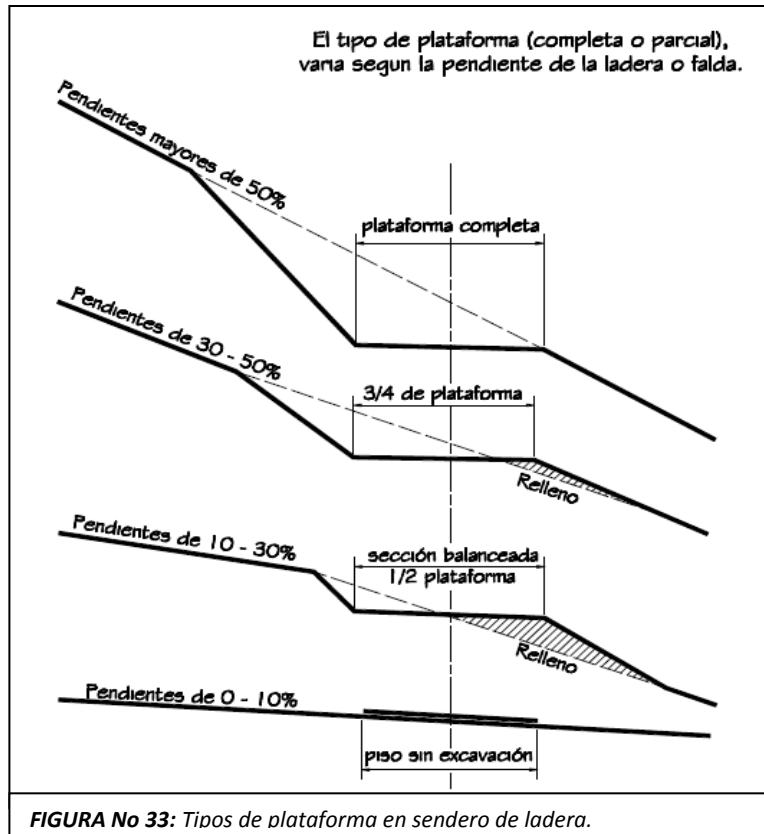 El tipo de plataforma (completa o parcial),
varia segun la pendiente de la ladera o falda.
Pendientes mayores de 50%
plataforma completa
Pendientes de 30 - 50%
3/4 de plataforma
Relleno
Pendientes de 10 - 30%
sección balanceada
1/2 plataforma
Relleno
Pendientes de 0 - 10%
piso sin excavación
FIGURA No 33: Tipos de plataforma en sendero de ladera.